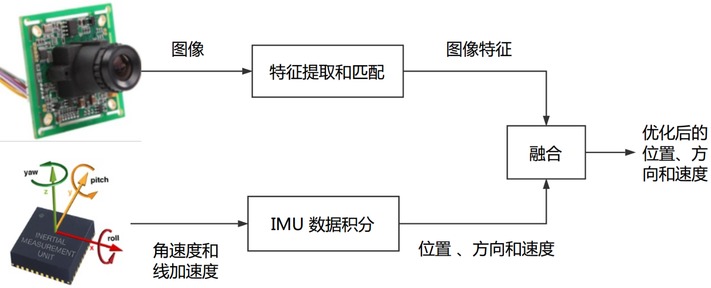 图像
特征提取和匹配
图像特征
融合
优化后的
位置、方
向和速度
yaw
z
pitch
y
roll
x
INERTIAL
MEASUREMENT
UNIT
角速度和
线加速度
IMU 数据积分
位置 、方向和速度